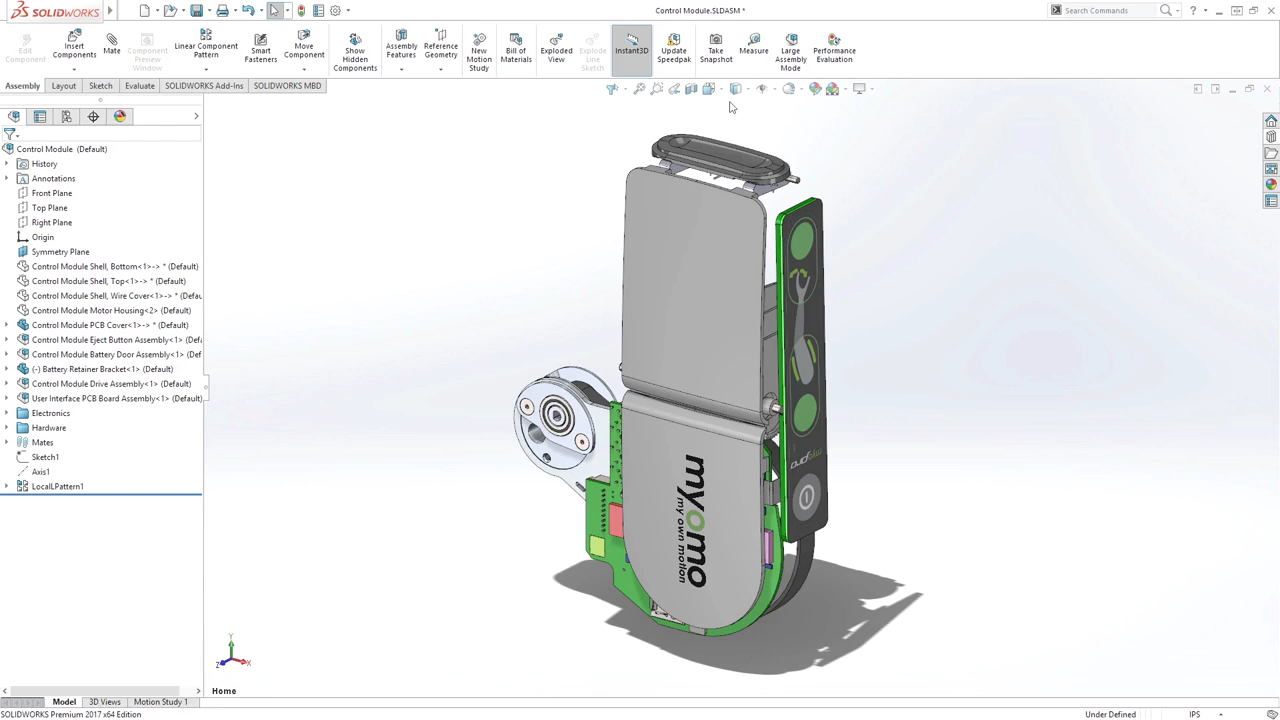 SOLIDWORKS
Control Module.SLDASM *
Search Commands
Edit Component
Insert Components
Mate
Component Preview Window
Linear Component Pattern
Smart Fasteners
Move Component
Show Hidden Components
Assembly Features
Reference Geometry
New Motion Study
Bill of Materials
Exploded View
Explode Line Sketch
Instant3D
Update Speedpak
Take Snapshot
Measure
Large Assembly Mode
Performance Evaluation
Assembly
Layout
Sketch
Evaluate
SOLIDWORKS Add-Ins
SOLIDWORKS MBD
Control Module (Default)
History
Annotations
Front Plane
Top Plane
Right Plane
Origin
Symmetry Plane
Control Module Shell, Bottom<1>-> * (Default)
Control Module Shell, Top<1>-> * (Default)
Control Module Shell, Wire Cover<1>-> * (Defau
Control Module Motor Housing<2> (Default)
Control Module PCB Cover<1>-> * (Default)
Control Module Eject Button Assembly<1> (Defa
Control Module Battery Door Assembly<1> (Def
(-) Battery Retainer Bracket<1> (Default)
Control Module Drive Assembly<1> (Default)
User Interface PCB Board Assembly<1> (Default)
Electronics
Hardware
Mates
Sketch1
Axis1
LocalLPattern1
myomo
my own motion
myopro
Y
Z
X
Home
Model
3D Views
Motion Study 1
SOLIDWORKS Premium 2017 x64 Edition
Under Defined
IPS